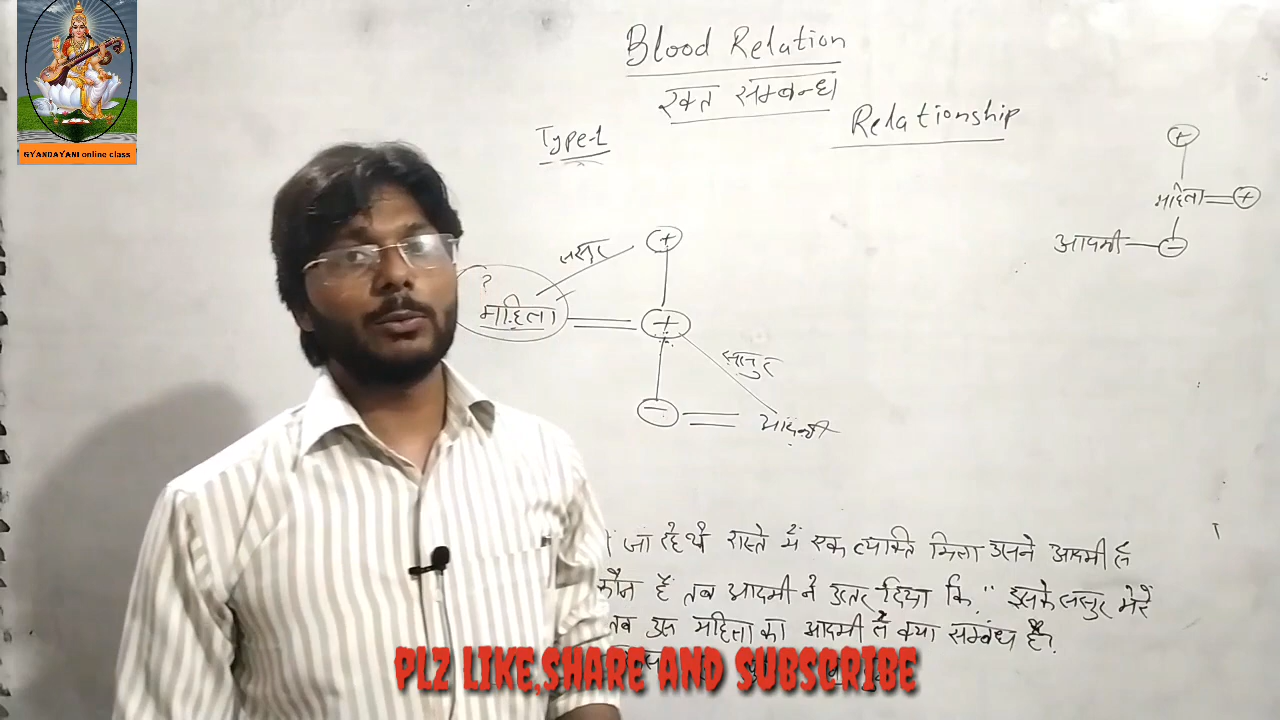 GYANDAYANI online class
Blood Relation
रक्त सम्बन्ध
Relationship
Type-1
+
महिता = +
आदमी -
ससुर +
?
महिला = +
ससुर
- = आदमी
जा रहे थे रास्ते में एक व्यक्ति मिला उसने आदमी से
कौन है तब आदमी ने उत्तर दिया कि " इसके ससुर मेरे
तब उस महिला का आदमी से क्या सम्बंध है?
PLZ LIKE,SHARE AND SUBSCRIBE